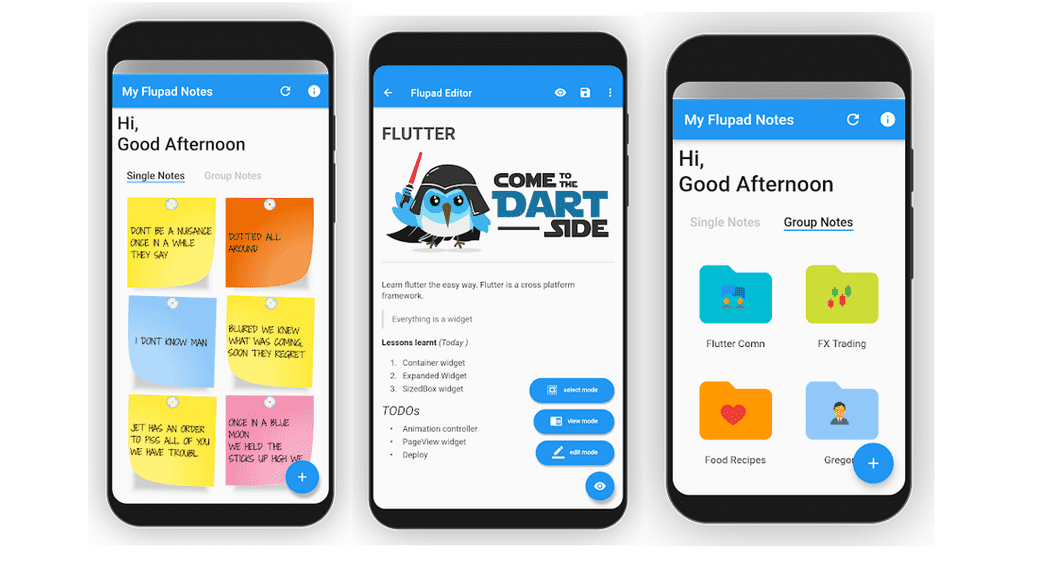 My Flupad Notes
Hi,
Good Afternoon
Single Notes Group Notes
DONT BE A NUISANCE
ONCE IN A WHILE
THEY SAY
DOTTED ALL
AROUND
I DONT KNOW MAN
BLURED WE KNEW
WHAT WAS COMING,
SOON THEY REGRET
JET HAS AN ORDER
TO PISS ALL OF YOU
WE HAVE TROUBL
ONCE IN A BLUE
MOON
WE HELD THE
STICKS UP HIGH WE
Flupad Editor
FLUTTER
COME TO THE
DART
SIDE
Learn flutter the easy way. Flutter is a cross platform
framework.
Everything is a widget
Lessons learnt (Today )
1. Container widget
2. Expanded Widget
3. SizedBox widget
TODOs
• Animation controller
• PageView widget
• Deploy
select mode
view mode
edit mode
My Flupad Notes
Hi,
Good Afternoon
Single Notes Group Notes
Flutter Comn
FX Trading
Food Recipes